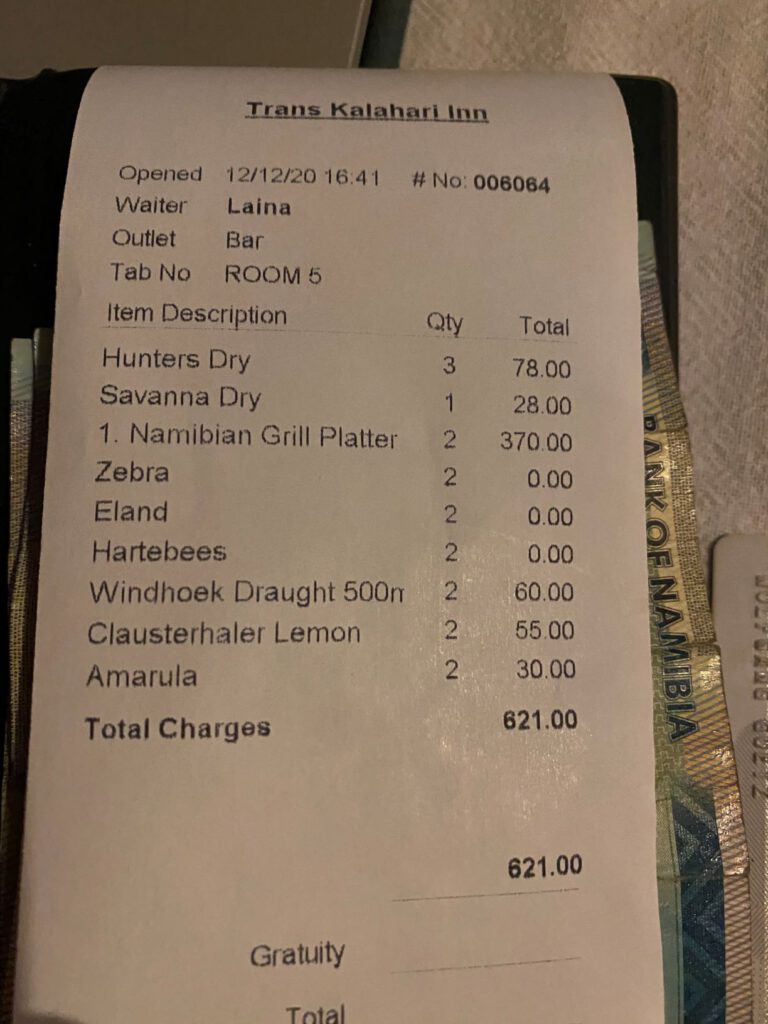 Trans Kalahari Inn
Opened 12/12/20 16:41 # No: 006064
Waiter Laina
Outlet Bar
Tab No ROOM 5
Item Description Qty Total
Hunters Dry 3 78.00
Savanna Dry 1 28.00
1. Namibian Grill Platter 2 370.00
Zebra 2 0.00
Eland 2 0.00
Hartebees 2 0.00
Windhoek Draught 500m 2 60.00
Clausterhaler Lemon 2 55.00
Amarula 2 30.00
Total Charges 621.00
621.00
Gratuity
Total
BANK OF NAMIBIA